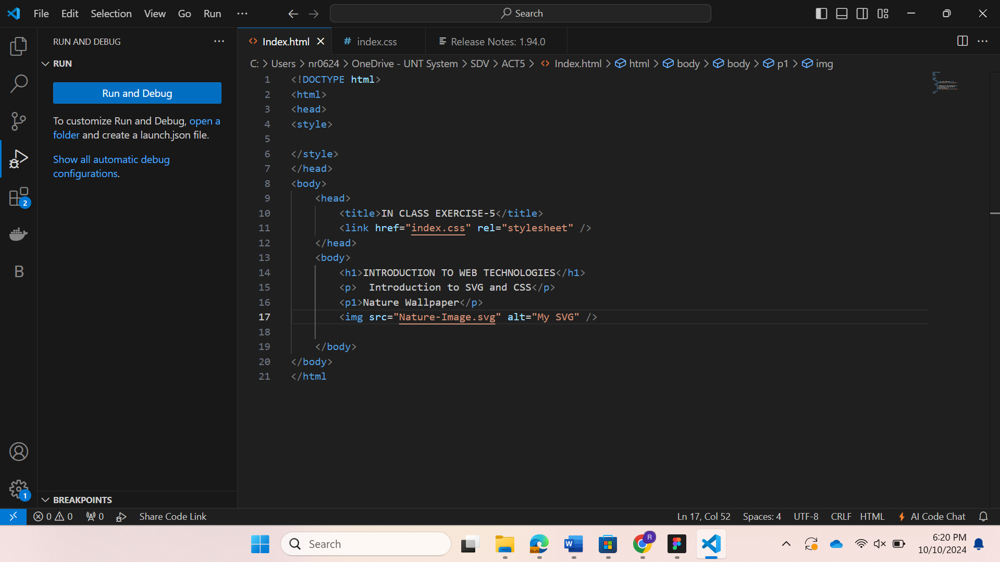 File Edit Selection View Go Run ··· Search
RUN AND DEBUG ···
RUN
Run and Debug
To customize Run and Debug, open a
folder and create a launch.json file.
Show all automatic debug
configurations.
2
B
1
BREAKPOINTS
Index.html
# index.css
Release Notes: 1.94.0
C: > Users > nr0624 > OneDrive - UNT System > SDV > ACT5 > Index.html > html > body > body > p1 > img
1 <!DOCTYPE html>
2 <html>
3 <head>
4 <style>
5
6 </style>
7 </head>
8 <body>
9 <head>
10 <title>IN CLASS EXERCISE-5</title>
11 <link href="index.css" rel="stylesheet" />
12 </head>
13 <body>
14 <h1>INTRODUCTION TO WEB TECHNOLOGIES</h1>
15 <p>  Introduction to SVG and CSS</p>
16 <p1>Nature Wallpaper</p>
17 <img src="Nature-Image.svg" alt="My SVG" />
18
19 </body>
20 </body>
21 </html
0 0 0 Share Code Link Ln 17, Col 52 Spaces: 4 UTF-8 CRLF HTML AI Code Chat
Search
W
R
6:20 PM
10/10/2024